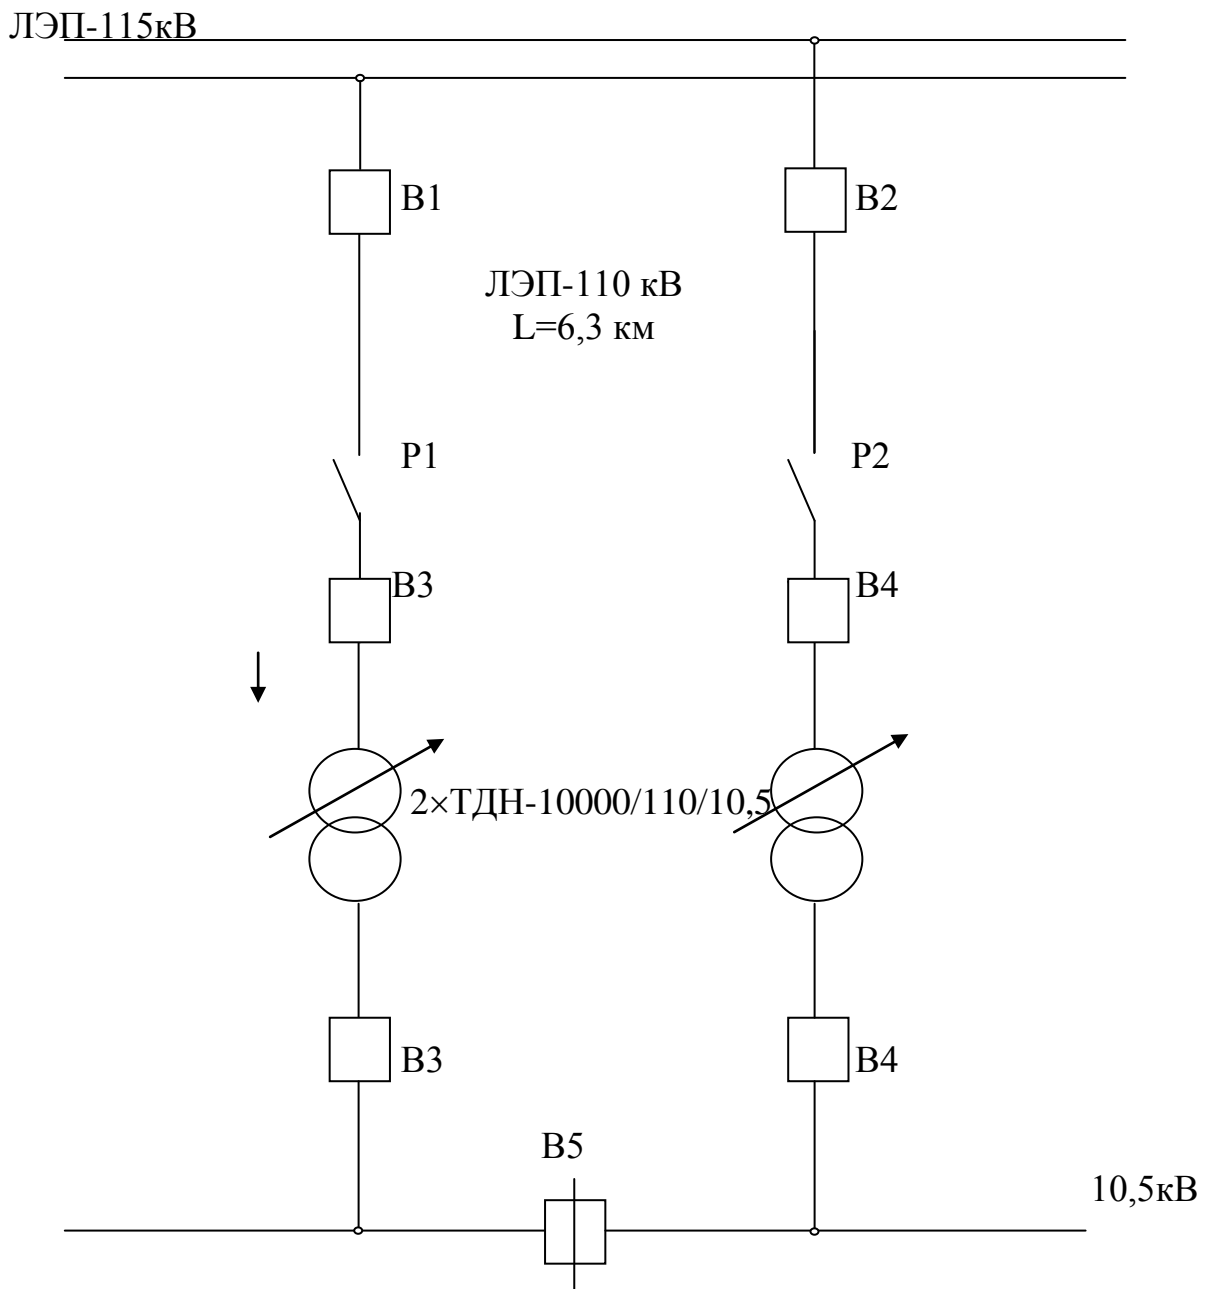 ЛЭП-115кВ
В1
В2
ЛЭП-110 кВ
L=6,3 км
Р1
Р2
В3
В4
2×ТДН-10000/110/10,5
В3
В4
В5
10,5кВ